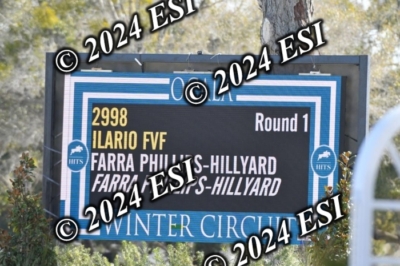 OCALA
2998
Round 1
ILARIO FVF
FARRA PHILLIPS-HILLYARD
FARRA PHILLIPS-HILLYARD
HITS
HITS
WINTER CIRCUIT
© 2024 ESI
© 2024 ESI
© 2024 ESI
© 2024 ESI
© 2024 ESI